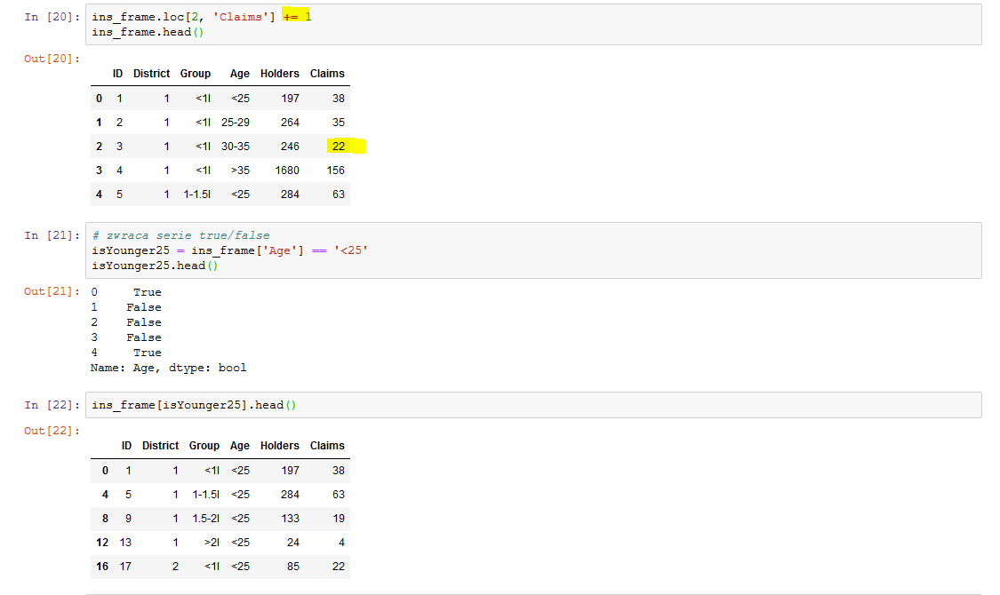 In [20]: ins_frame.loc[2, 'Claims'] += 1
ins_frame.head()
Out[20]:
ID District Group Age Holders Claims
0 1 1 <1l <25 197 38
1 2 1 <1l 25-29 264 35
2 3 1 <1l 30-35 246 22
3 4 1 <1l >35 1680 156
4 5 1 1-1.5l <25 284 63
In [21]: # zwraca serie true/false
isYounger25 = ins_frame['Age'] == '<25'
isYounger25.head()
Out[21]: 0 True
1 False
2 False
3 False
4 True
Name: Age, dtype: bool
In [22]: ins_frame[isYounger25].head()
Out[22]:
ID District Group Age Holders Claims
0 1 1 <1l <25 197 38
4 5 1 1-1.5l <25 284 63
8 9 1 1.5-2l <25 133 19
12 13 1 >2l <25 24 4
16 17 2 <1l <25 85 22